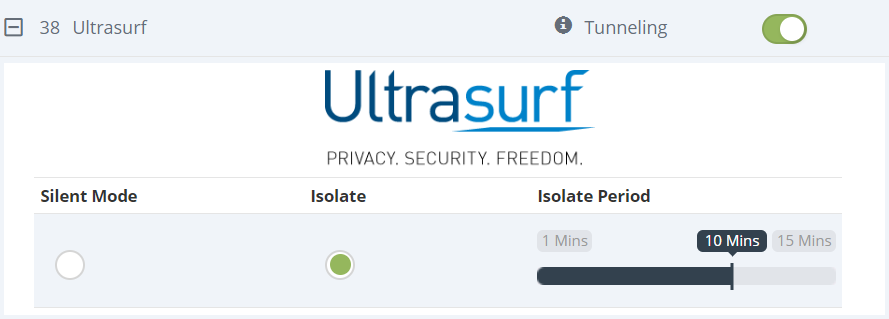 38 Ultrasurf Tunneling
Ultrasurf
PRIVACY. SECURITY. FREEDOM.
Silent Mode Isolate Isolate Period
1 Mins 10 Mins 15 Mins